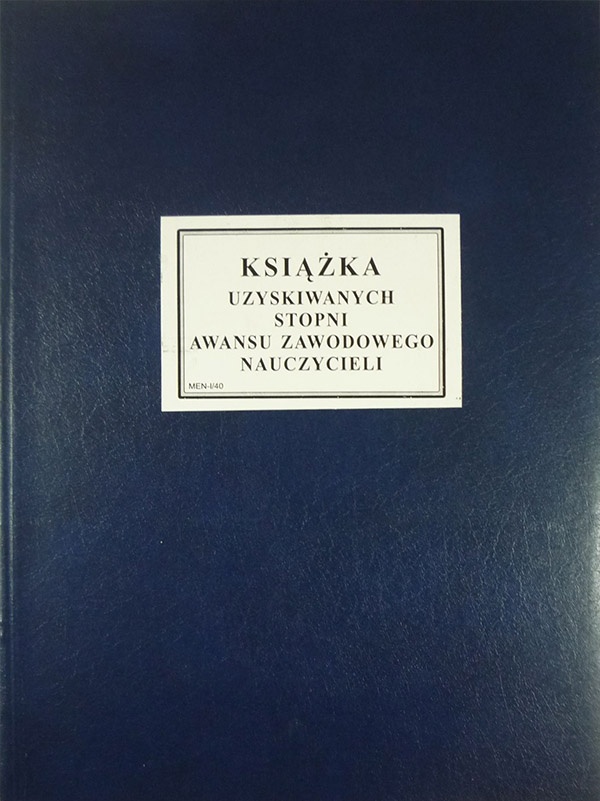 KSIĄŻKA
UZYSKIWANYCH
STOPNI
AWANSU ZAWODOWEGO
NAUCZYCIELI
MEN-I/40